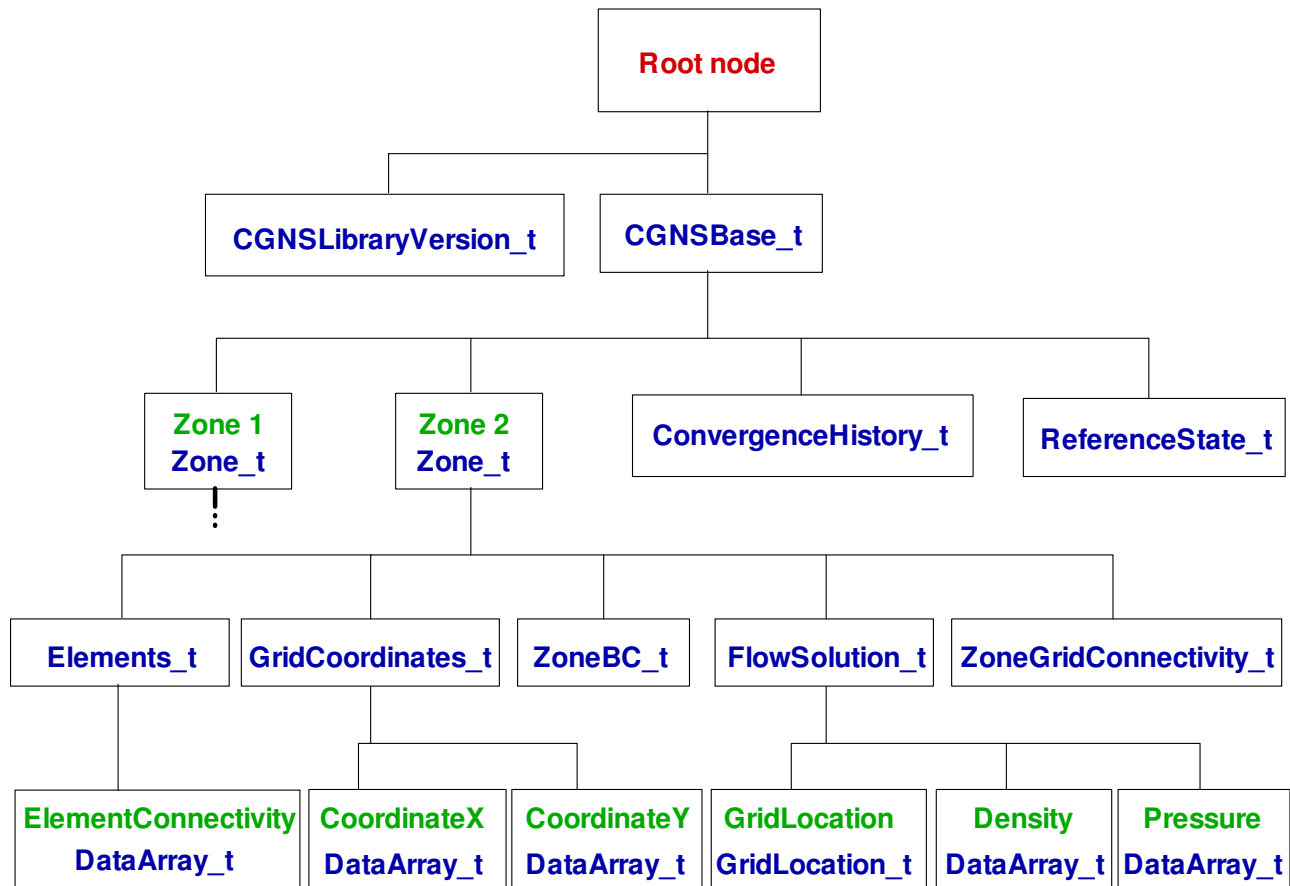 Root node
CGNSLibraryVersion_t
CGNSBase_t
Zone 1
Zone_t
Zone 2
Zone_t
ConvergenceHistory_t
ReferenceState_t
Elements_t
GridCoordinates_t
ZoneBC_t
FlowSolution_t
ZoneGridConnectivity_t
ElementConnectivity
DataArray_t
CoordinateX
DataArray_t
CoordinateY
DataArray_t
GridLocation
GridLocation_t
Density
DataArray_t
Pressure
DataArray_t